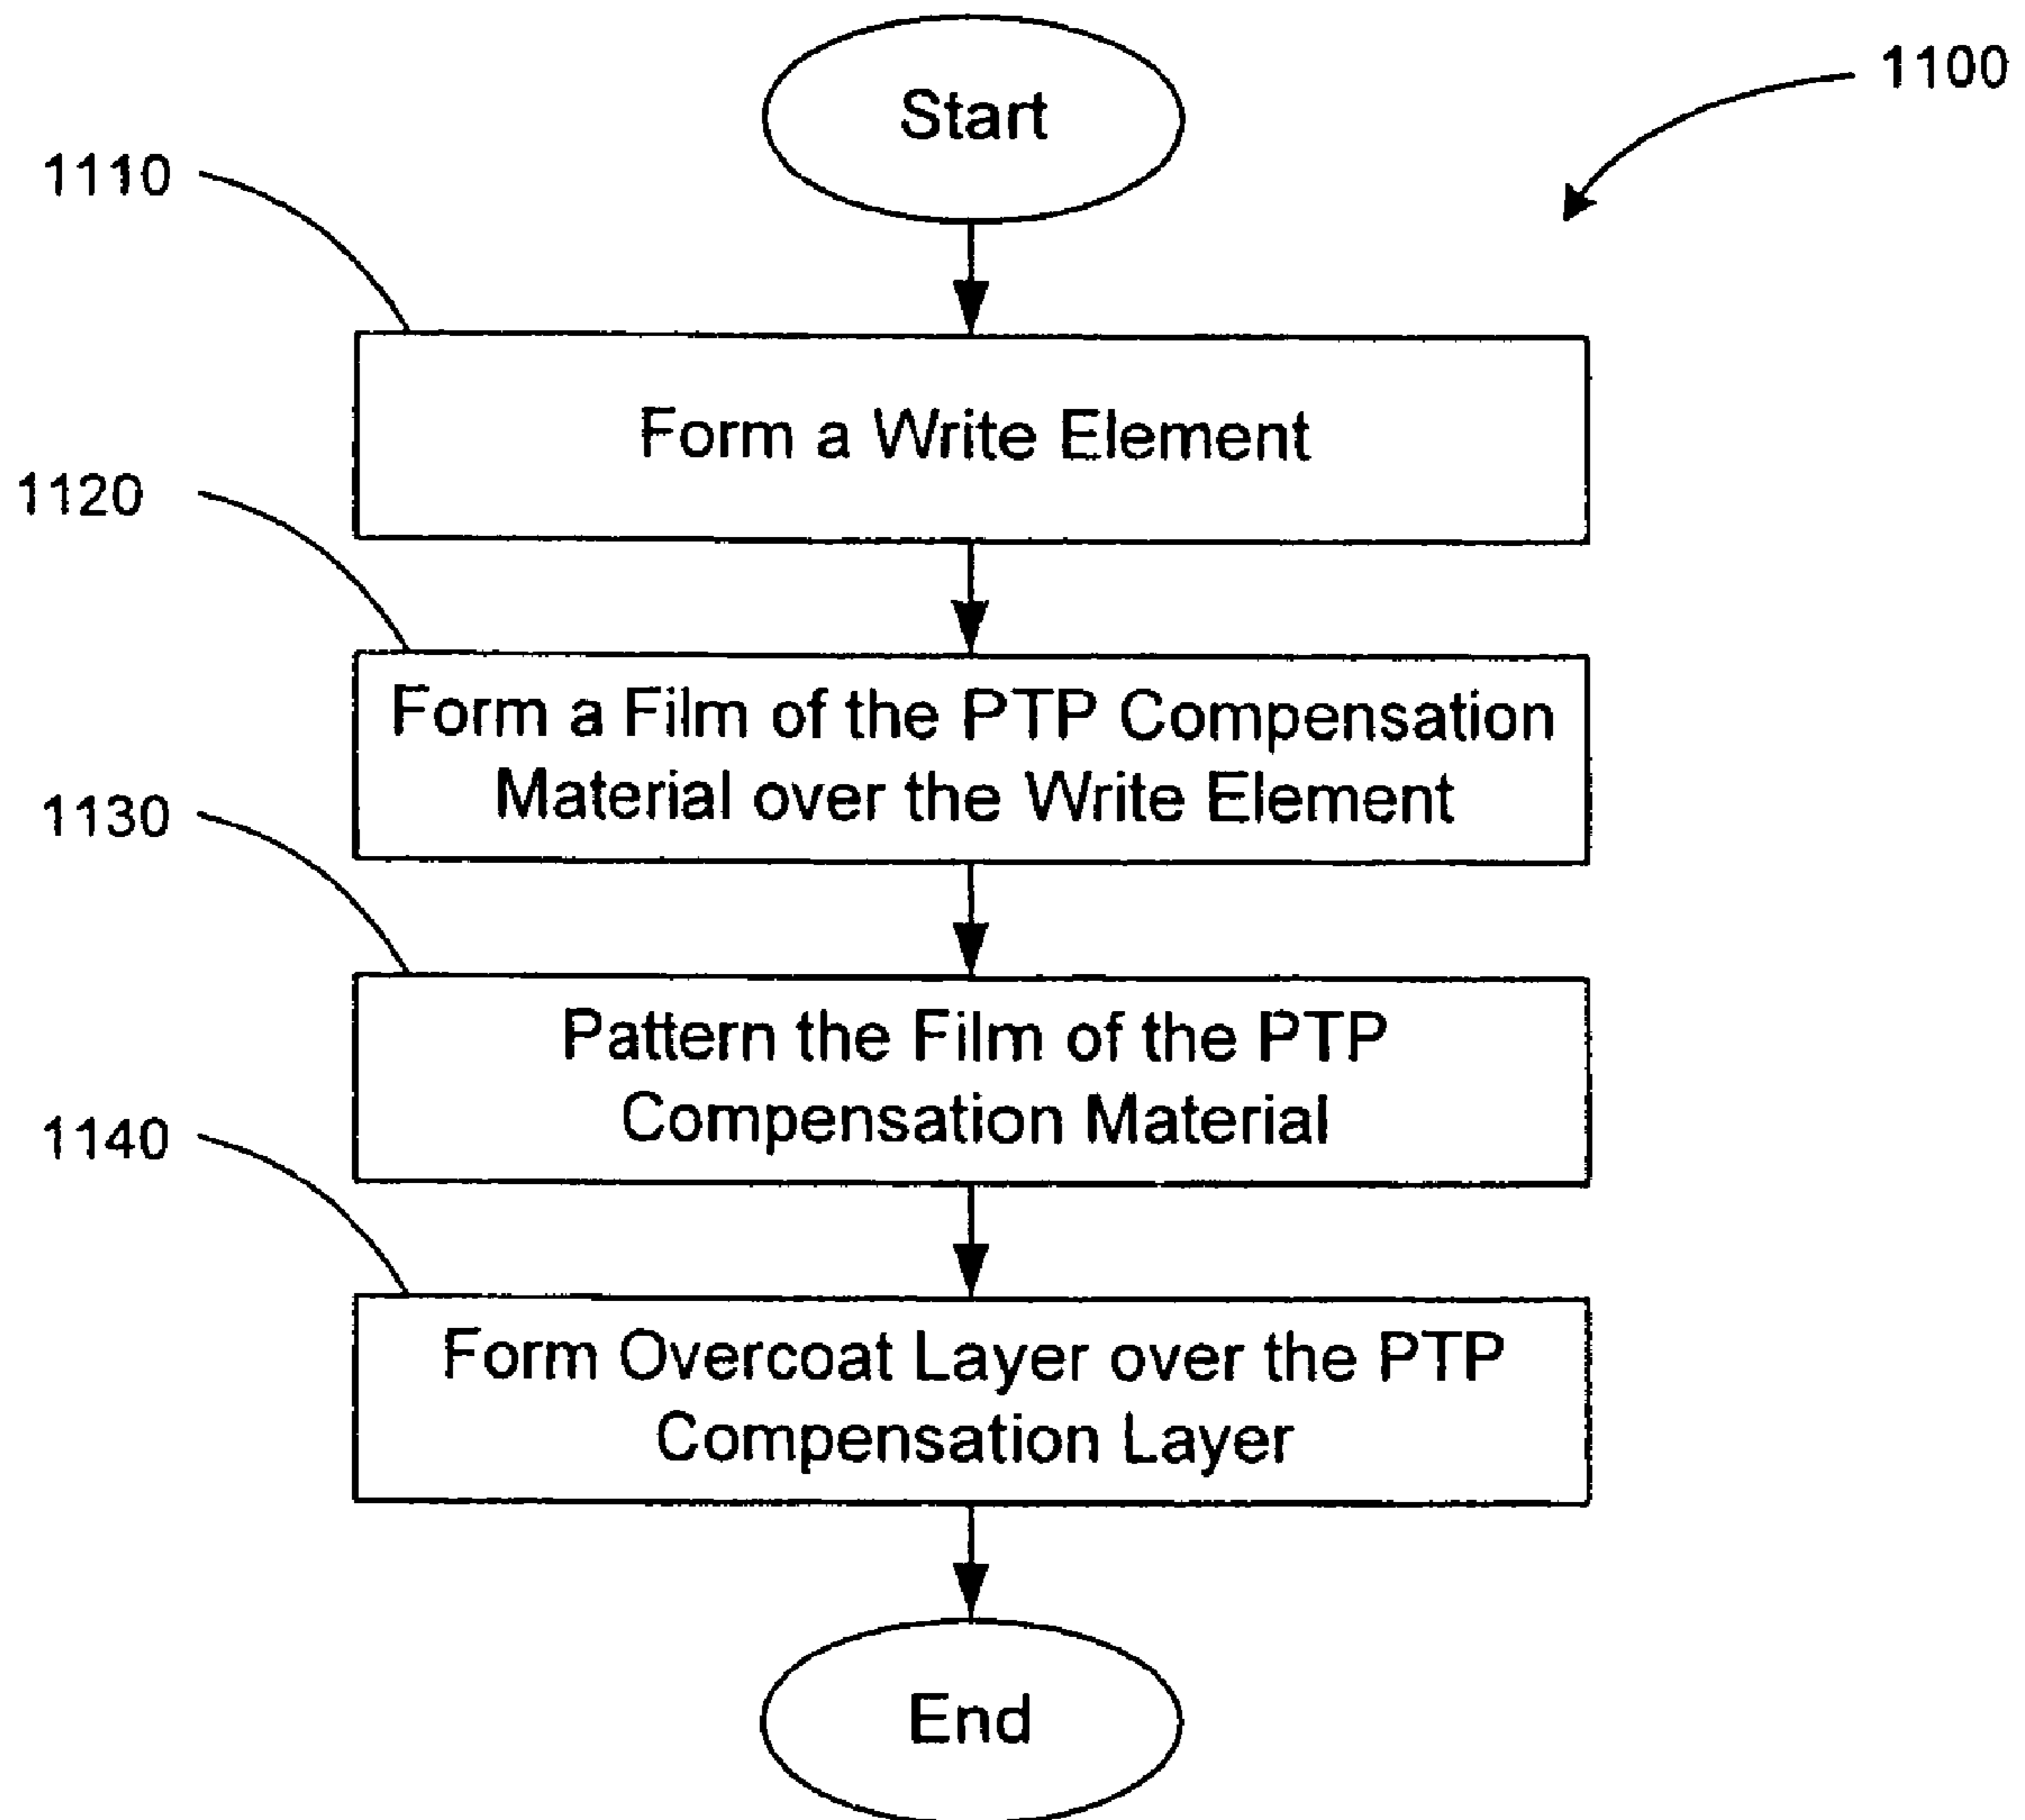 Start
1100
1110
Form a Write Element
1120
Form a Film of the PTP Compensation
Material over the Write Element
1130
Pattern the Film of the PTP
Compensation Material
1140
Form Overcoat Layer over the PTP
Compensation Layer
End